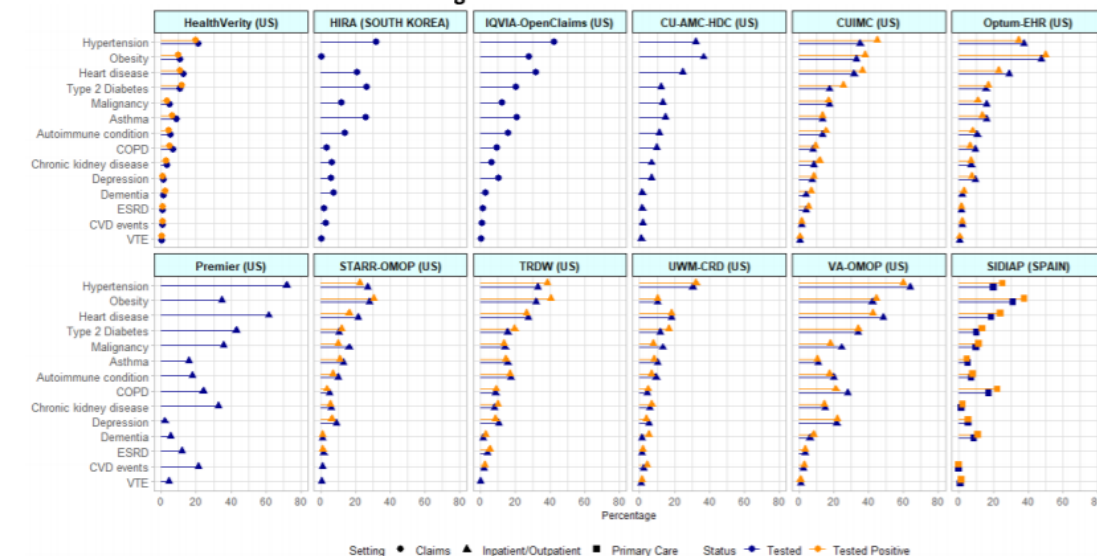 HealthVerity (US) HIRA (SOUTH KOREA) IQVIA-OpenClaims (US) CU-AMC-HDC (US) CUIMC (US) Optum-EHR (US)
Hypertension
Obesity
Heart disease
Type 2 Diabetes
Malignancy
Asthma
Autoimmune condition
COPD
Chronic kidney disease
Depression
Dementia
ESRD
CVD events
VTE
Premier (US) STARR-OMOP (US) TRDW (US) UWM-CRD (US) VA-OMOP (US) SIDIAP (SPAIN)
Hypertension
Obesity
Heart disease
Type 2 Diabetes
Malignancy
Asthma
Autoimmune condition
COPD
Chronic kidney disease
Depression
Dementia
ESRD
CVD events
VTE
0 20 40 60 80 0 20 40 60 80 0 20 40 60 80 0 20 40 60 80 0 20 40 60 80 0 20 40 60 80
Percentage
Setting Claims Inpatient/Outpatient Primary Care Status Tested Tested Positive